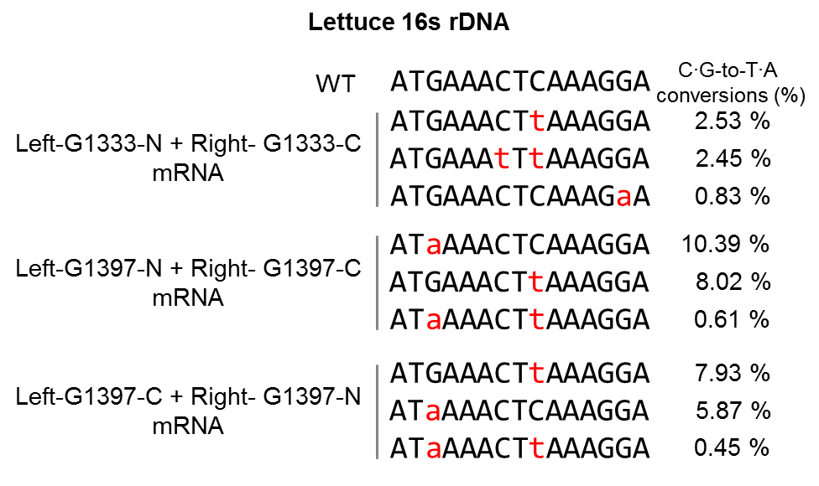 Lettuce 16s rDNA
C·G-to-T·A
conversions (%)
WT ATGAAACTCAAAGGA
Left-G1333-N + Right- G1333-C
mRNA
ATGAAACTtAAAGGA 2.53 %
ATGAAAtTtAAAGGA 2.45 %
ATGAAACTCAAAGaA 0.83 %
Left-G1397-N + Right- G1397-C
mRNA
ATaAAACTCAAAGGA 10.39 %
ATGAAACTtAAAGGA 8.02 %
ATaAAACTtAAAGGA 0.61 %
Left-G1397-C + Right- G1397-N
mRNA
ATGAAACTtAAAGGA 7.93 %
ATaAAACTCAAAGGA 5.87 %
ATaAAACTtAAAGGA 0.45 %